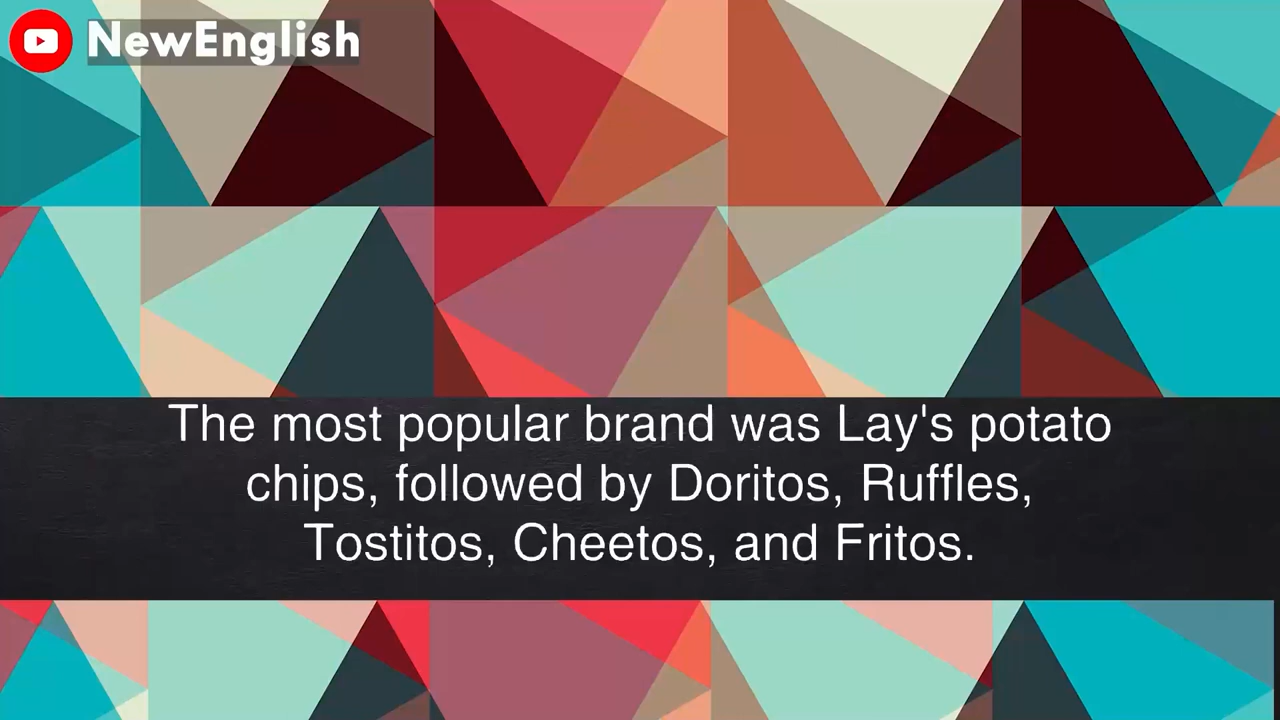 NewEnglish
The most popular brand was Lay's potato
chips, followed by Doritos, Ruffles,
Tostitos, Cheetos, and Fritos.